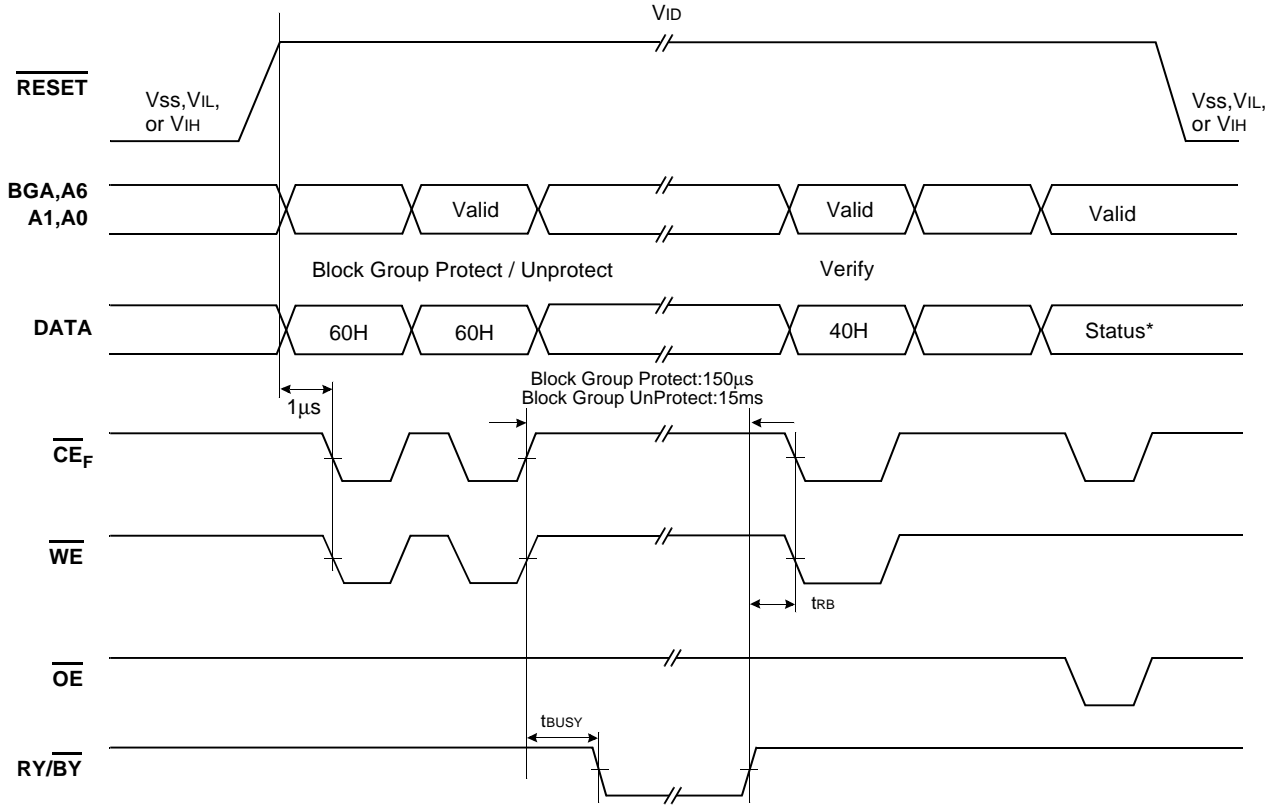 VID
RESET
Vss,VIL,
or VIH
Vss,VIL,
or VIH
BGA,A6
A1,A0
Valid
Valid
Valid
Block Group Protect / Unprotect
Verify
DATA
60H
60H
40H
Status*
1μs
Block Group Protect:150μs
Block Group UnProtect:15ms
CEF
WE
tRB
OE
tBUSY
RY/BY